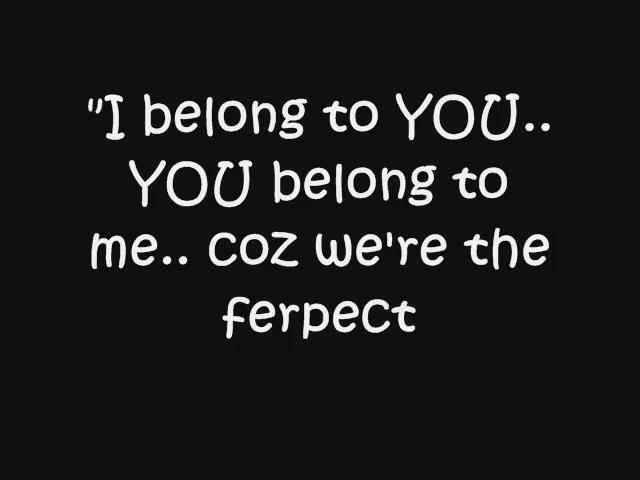 "I belong to YOU..
YOU belong to
me.. coz we're the
ferpect